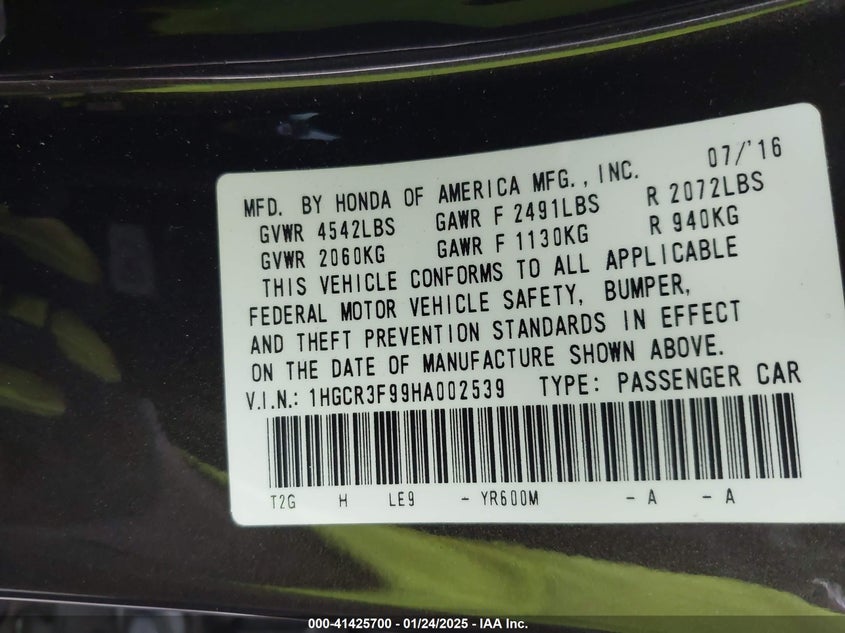 MFD. BY HONDA OF AMERICA MFG., INC. 07/'16
GVWR 4542LBS GAWR F 2491LBS R 2072LBS
GVWR 2060KG GAWR F 1130KG R 940KG
THIS VEHICLE CONFORMS TO ALL APPLICABLE
FEDERAL MOTOR VEHICLE SAFETY, BUMPER,
AND THEFT PREVENTION STANDARDS IN EFFECT
ON THE DATE OF MANUFACTURE SHOWN ABOVE.
V.I.N.: 1HGCR3F99HA002539 TYPE: PASSENGER CAR
T2G H LE9 - YR600M - A - A
000-41425700 - 01/24/2025 - IAA Inc.